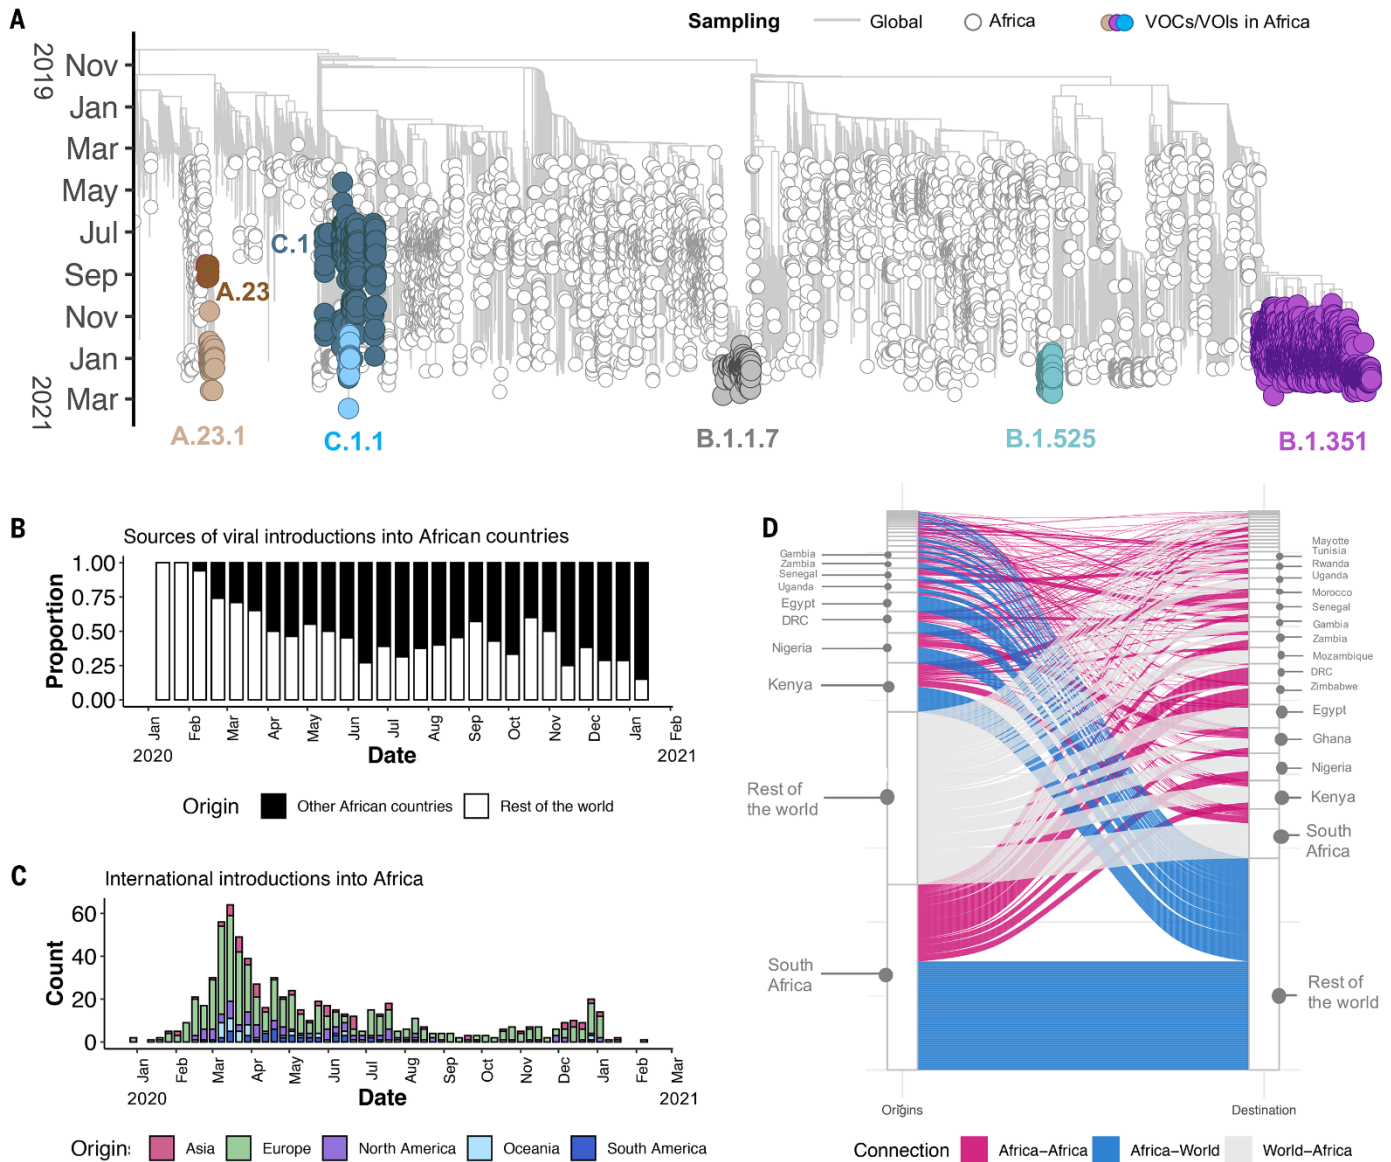 A
Sampling Global Africa VOCs/VOIs in Africa
2019
Nov
Jan
Mar
May
Jul
Sep
Nov
Jan
Mar
2021
C.1
A.23
A.23.1
C.1.1
B.1.1.7
B.1.525
B.1.351
B
Sources of viral introductions into African countries
Proportion
1.00
0.75
0.50
0.25
0.00
Jan Feb Mar Apr May Jun Jul Aug Sep Oct Nov Dec Jan Feb
2020 Date 2021
Origin Other African countries Rest of the world
C
International introductions into Africa
Count
60
40
20
0
Jan Feb Mar Apr May Jun Jul Aug Sep Oct Nov Dec Jan Feb Mar
2020 Date 2021
Origin: Asia Europe North America Oceania South America
D
Gambia
Zambia
Senegal
Uganda
Egypt
DRC
Nigeria
Kenya
Rest of
the world
South
Africa
Mayotte
Tunisia
Rwanda
Uganda
Morocco
Senegal
Gambia
Zambia
Mozambique
DRC
Zimbabwe
Egypt
Ghana
Nigeria
Kenya
South
Africa
Rest of
the world
Origins Destination
Connection Africa–Africa Africa–World World–Africa